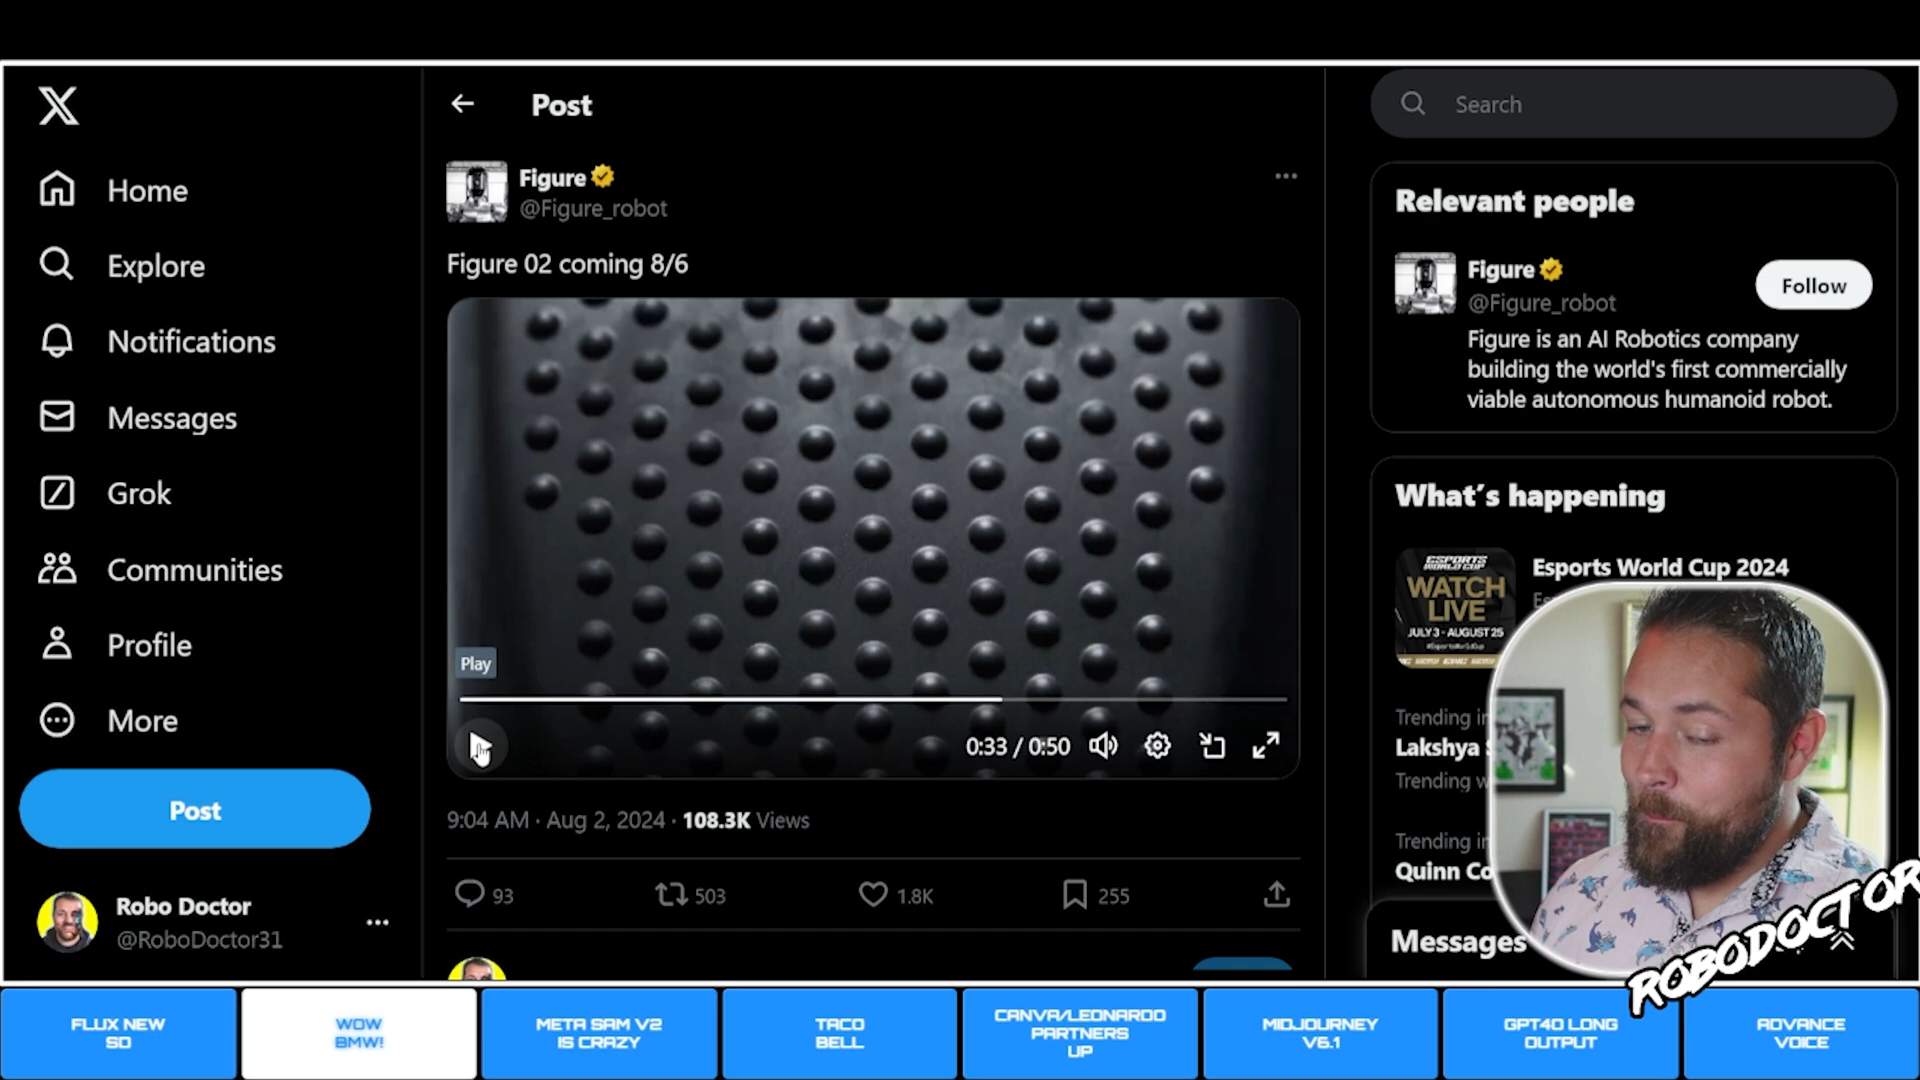 Home
Explore
Notifications
Messages
Grok
Communities
Profile
More
Post
Robo Doctor
@RoboDoctor31
Post
Figure
@Figure_robot
Figure 02 coming 8/6
Play
0:33 / 0:50
9:04 AM · Aug 2, 2024 · 108.3K Views
93
503
1.8K
255
Search
Relevant people
Figure
@Figure_robot
Follow
Figure is an AI Robotics company
building the world's first commercially
viable autonomous humanoid robot.
What's happening
ESPORTS
WORLD CUP
WATCH
LIVE
JULY 3 - AUGUST 25
Esports World Cup 2024
Trending
Lakshya
Trending
Trending
Quinn
Messages
ROBODOCTOR
FLUX NEW
SD
WOW
BMW!
META SAM V2
IS CRAZY
TACO
BELL
CANVA/LEONARDO
PARTNERS
UP
MIDJOURNEY
V6.1
GPT4O LONG
OUTPUT
ADVANCE
VOICE